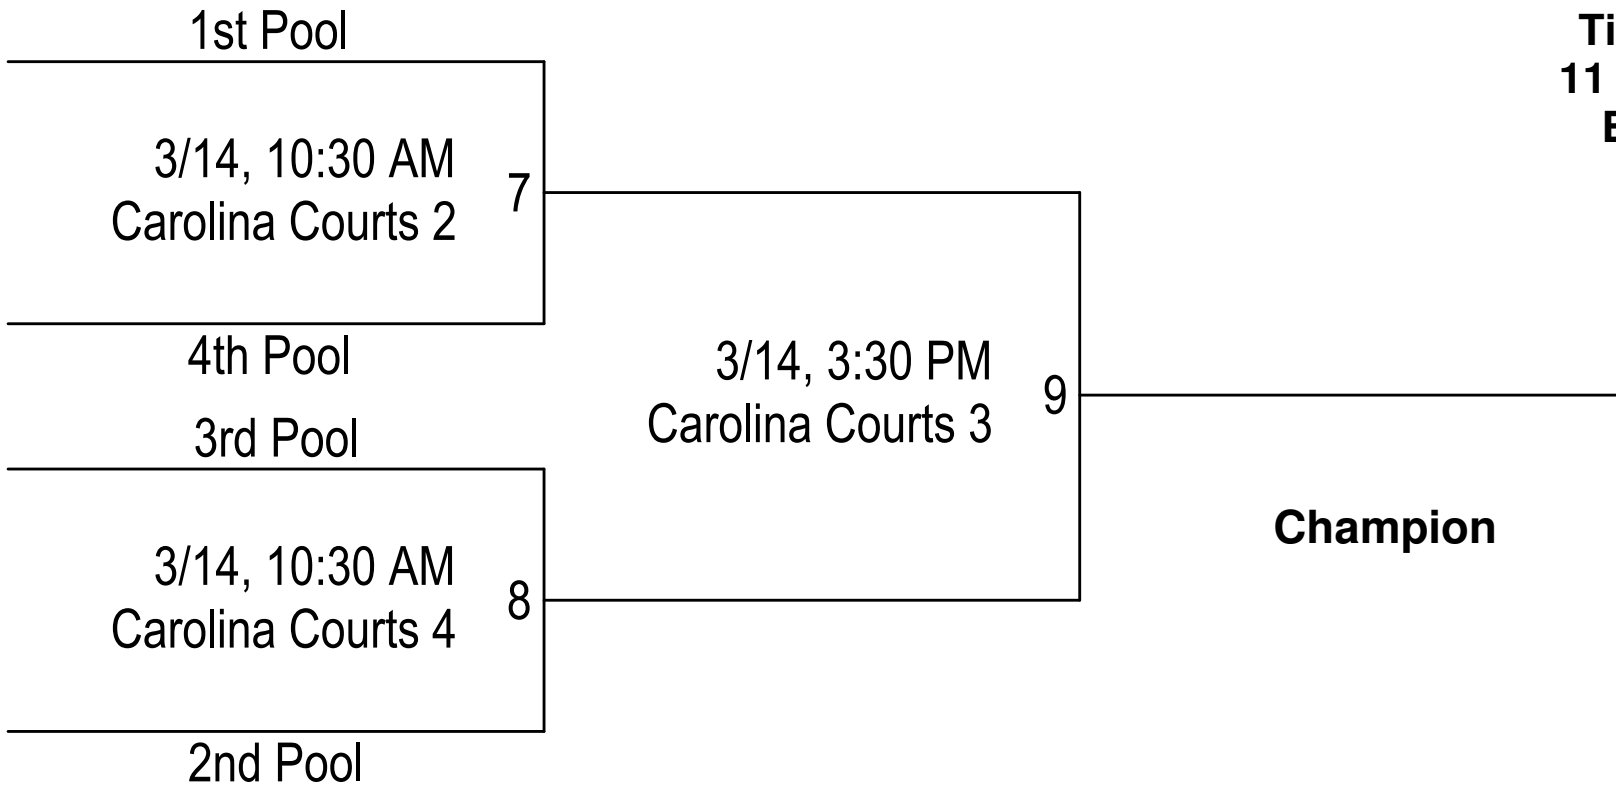 1st Pool
3/14, 10:30 AM
Carolina Courts 2
7
4th Pool
3rd Pool
3/14, 10:30 AM
Carolina Courts 4
8
2nd Pool
3/14, 3:30 PM
Carolina Courts 3
9
Champion
11